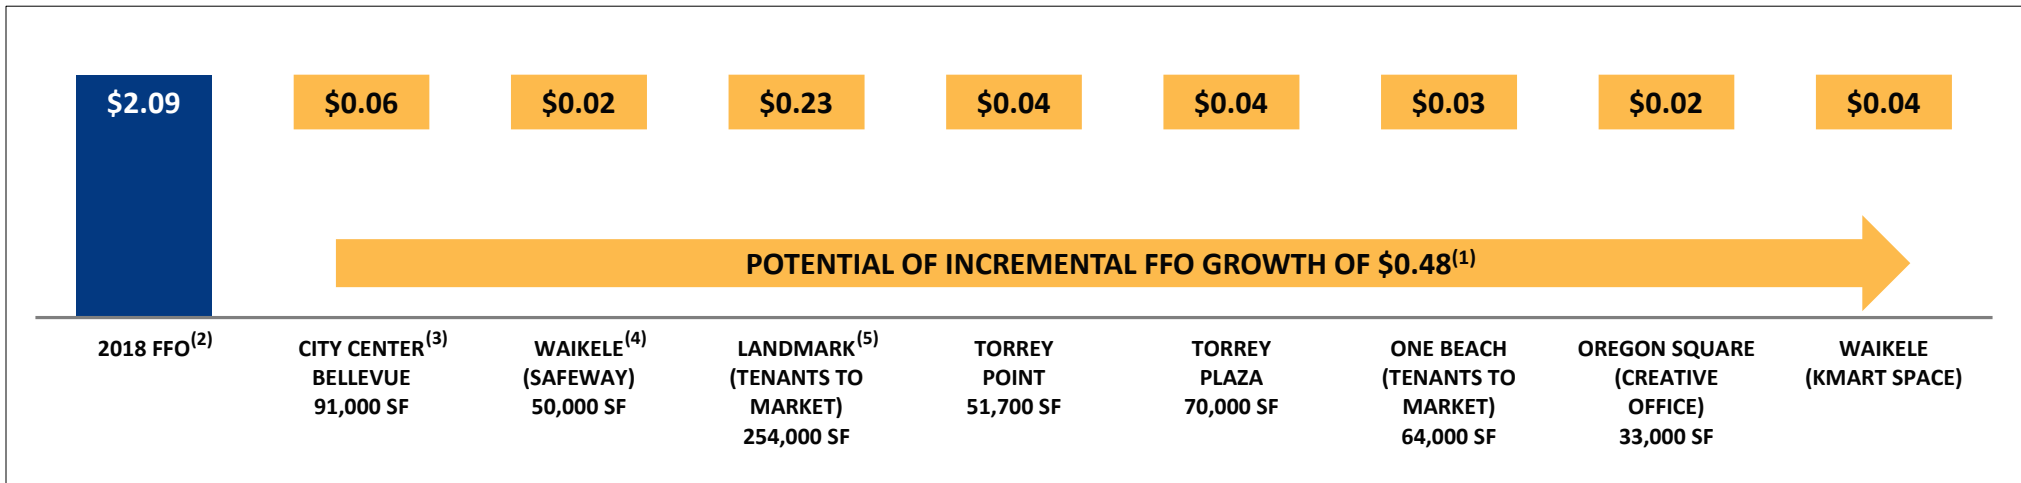 $2.09
$0.06
$0.02
$0.23
$0.04
$0.04
$0.03
$0.02
$0.04
POTENTIAL OF INCREMENTAL FFO GROWTH OF $0.48(1)
2018 FFO(2)
CITY CENTER(3)
BELLEVUE
91,000 SF
WAIKELE(4)
(SAFEWAY)
50,000 SF
LANDMARK(5)
(TENANTS TO
MARKET)
254,000 SF
TORREY
POINT
51,700 SF
TORREY
PLAZA
70,000 SF
ONE BEACH
(TENANTS TO
MARKET)
64,000 SF
OREGON SQUARE
(CREATIVE
OFFICE)
33,000 SF
WAIKELE
(KMART SPACE)